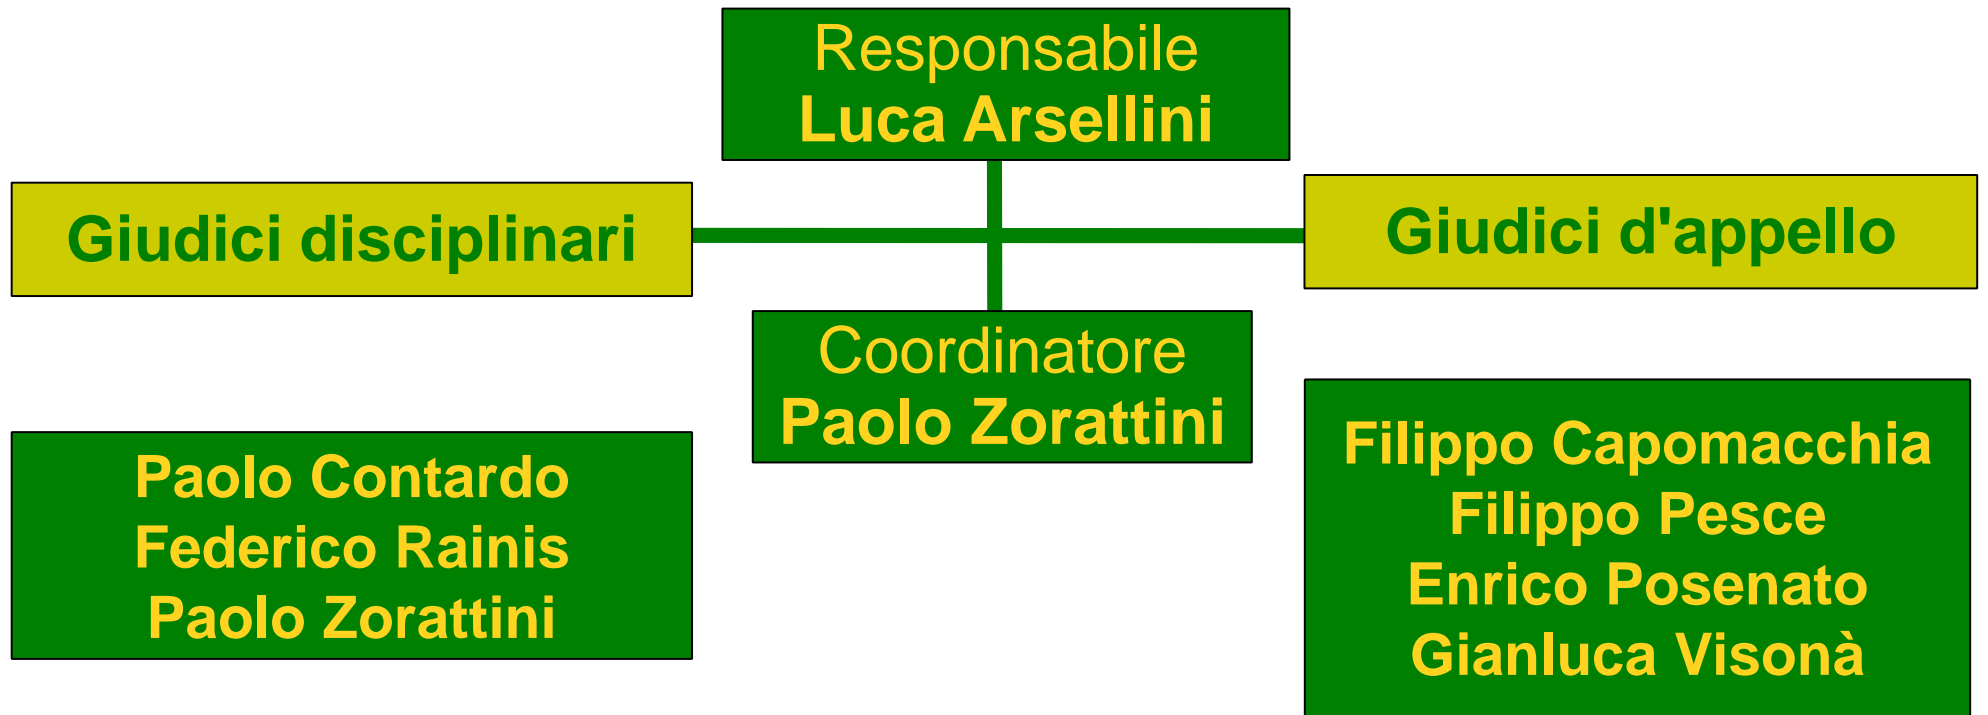 Responsabile
Luca Arsellini
Giudici disciplinari
Giudici d'appello
Coordinatore
Paolo Zorattini
Paolo Contardo
Federico Rainis
Paolo Zorattini
Filippo Capomacchia
Filippo Pesce
Enrico Posenato
Gianluca Visonà